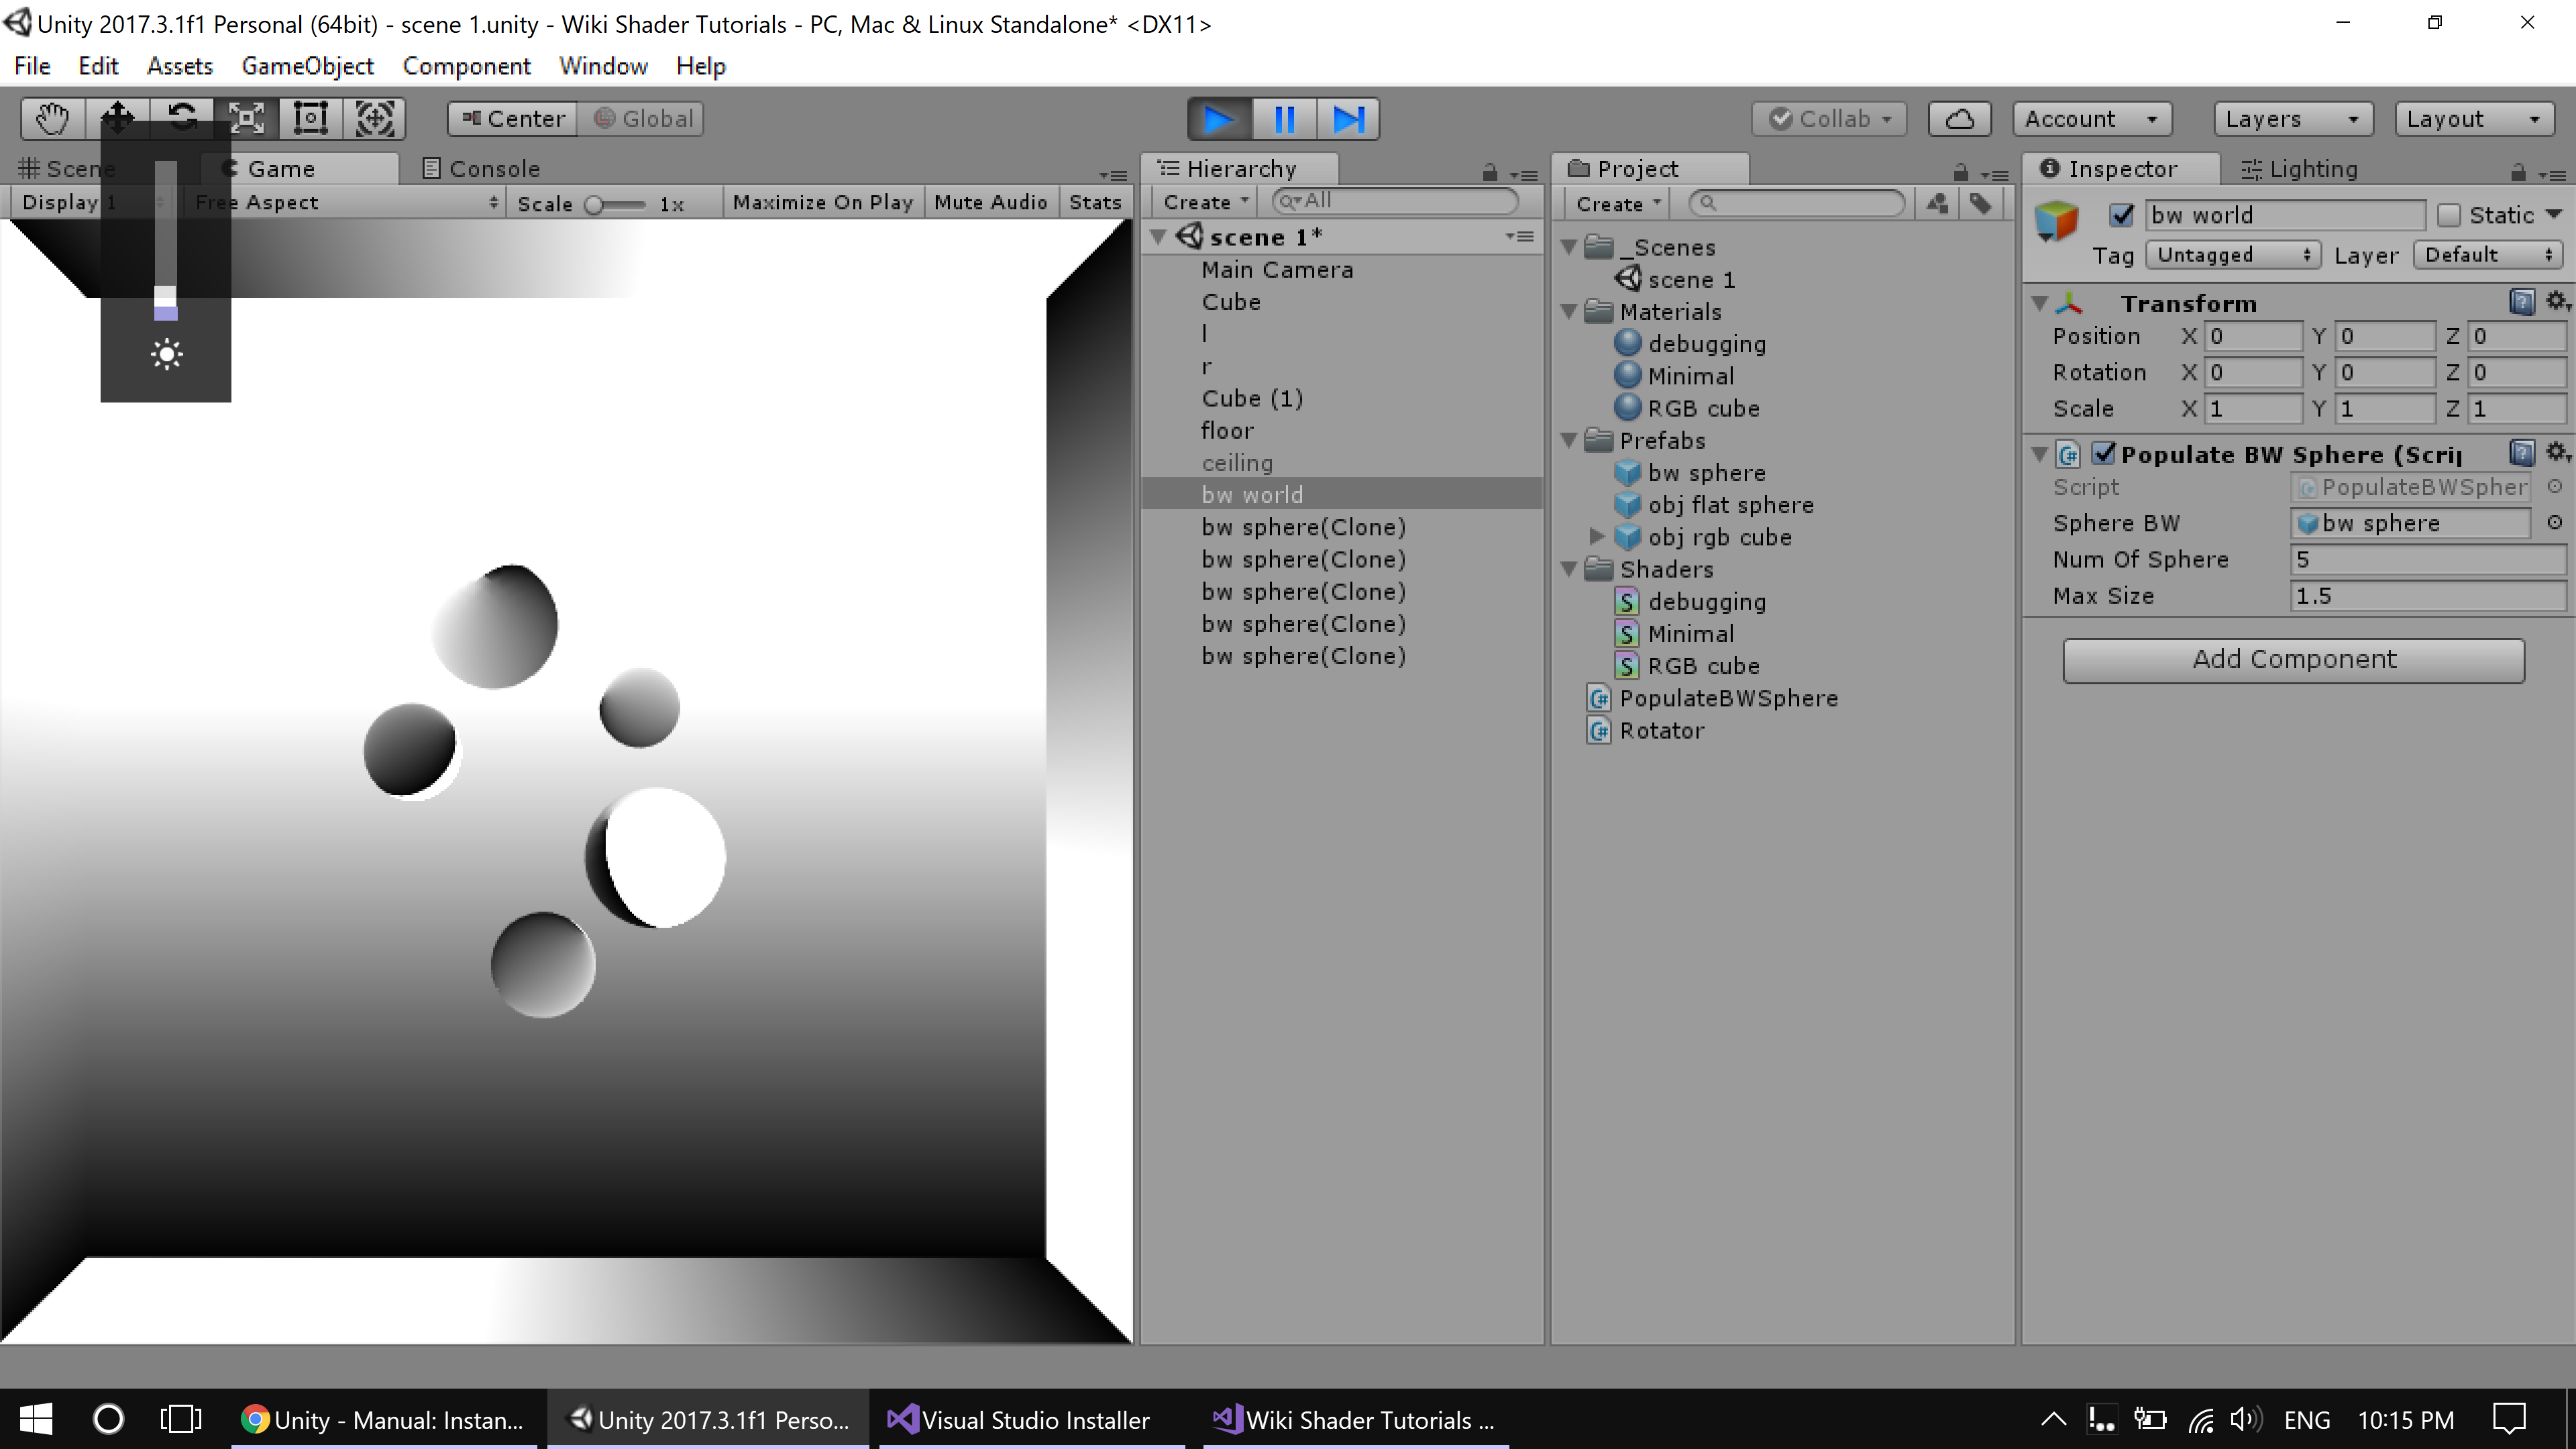 Unity 2017.3.1f1 Personal (64bit) - scene 1.unity - Wiki Shader Tutorials - PC, Mac & Linux Standalone* <DX11>
File Edit Assets GameObject Component Window Help
Center Global Collab Account Layers Layout
Scene Game Console
Display 1 Free Aspect Scale 1x Maximize On Play Mute Audio Stats
Hierarchy
Create All
scene 1*
Main Camera
Cube
l
r
Cube (1)
floor
ceiling
bw world
bw sphere(Clone)
bw sphere(Clone)
bw sphere(Clone)
bw sphere(Clone)
bw sphere(Clone)
Project
Create
_Scenes
scene 1
Materials
debugging
Minimal
RGB cube
Prefabs
bw sphere
obj flat sphere
obj rgb cube
Shaders
debugging
Minimal
RGB cube
PopulateBWSphere
Rotator
Inspector Lighting
bw world Static
Tag Untagged Layer Default
Transform
Position X 0 Y 0 Z 0
Rotation X 0 Y 0 Z 0
Scale X 1 Y 1 Z 1
Populate BW Sphere (Scrip
Script PopulateBWSpher
Sphere BW bw sphere
Num Of Sphere 5
Max Size 1.5
Add Component
Unity - Manual: Instan... Unity 2017.3.1f1 Perso... Visual Studio Installer Wiki Shader Tutorials ... ENG 10:15 PM